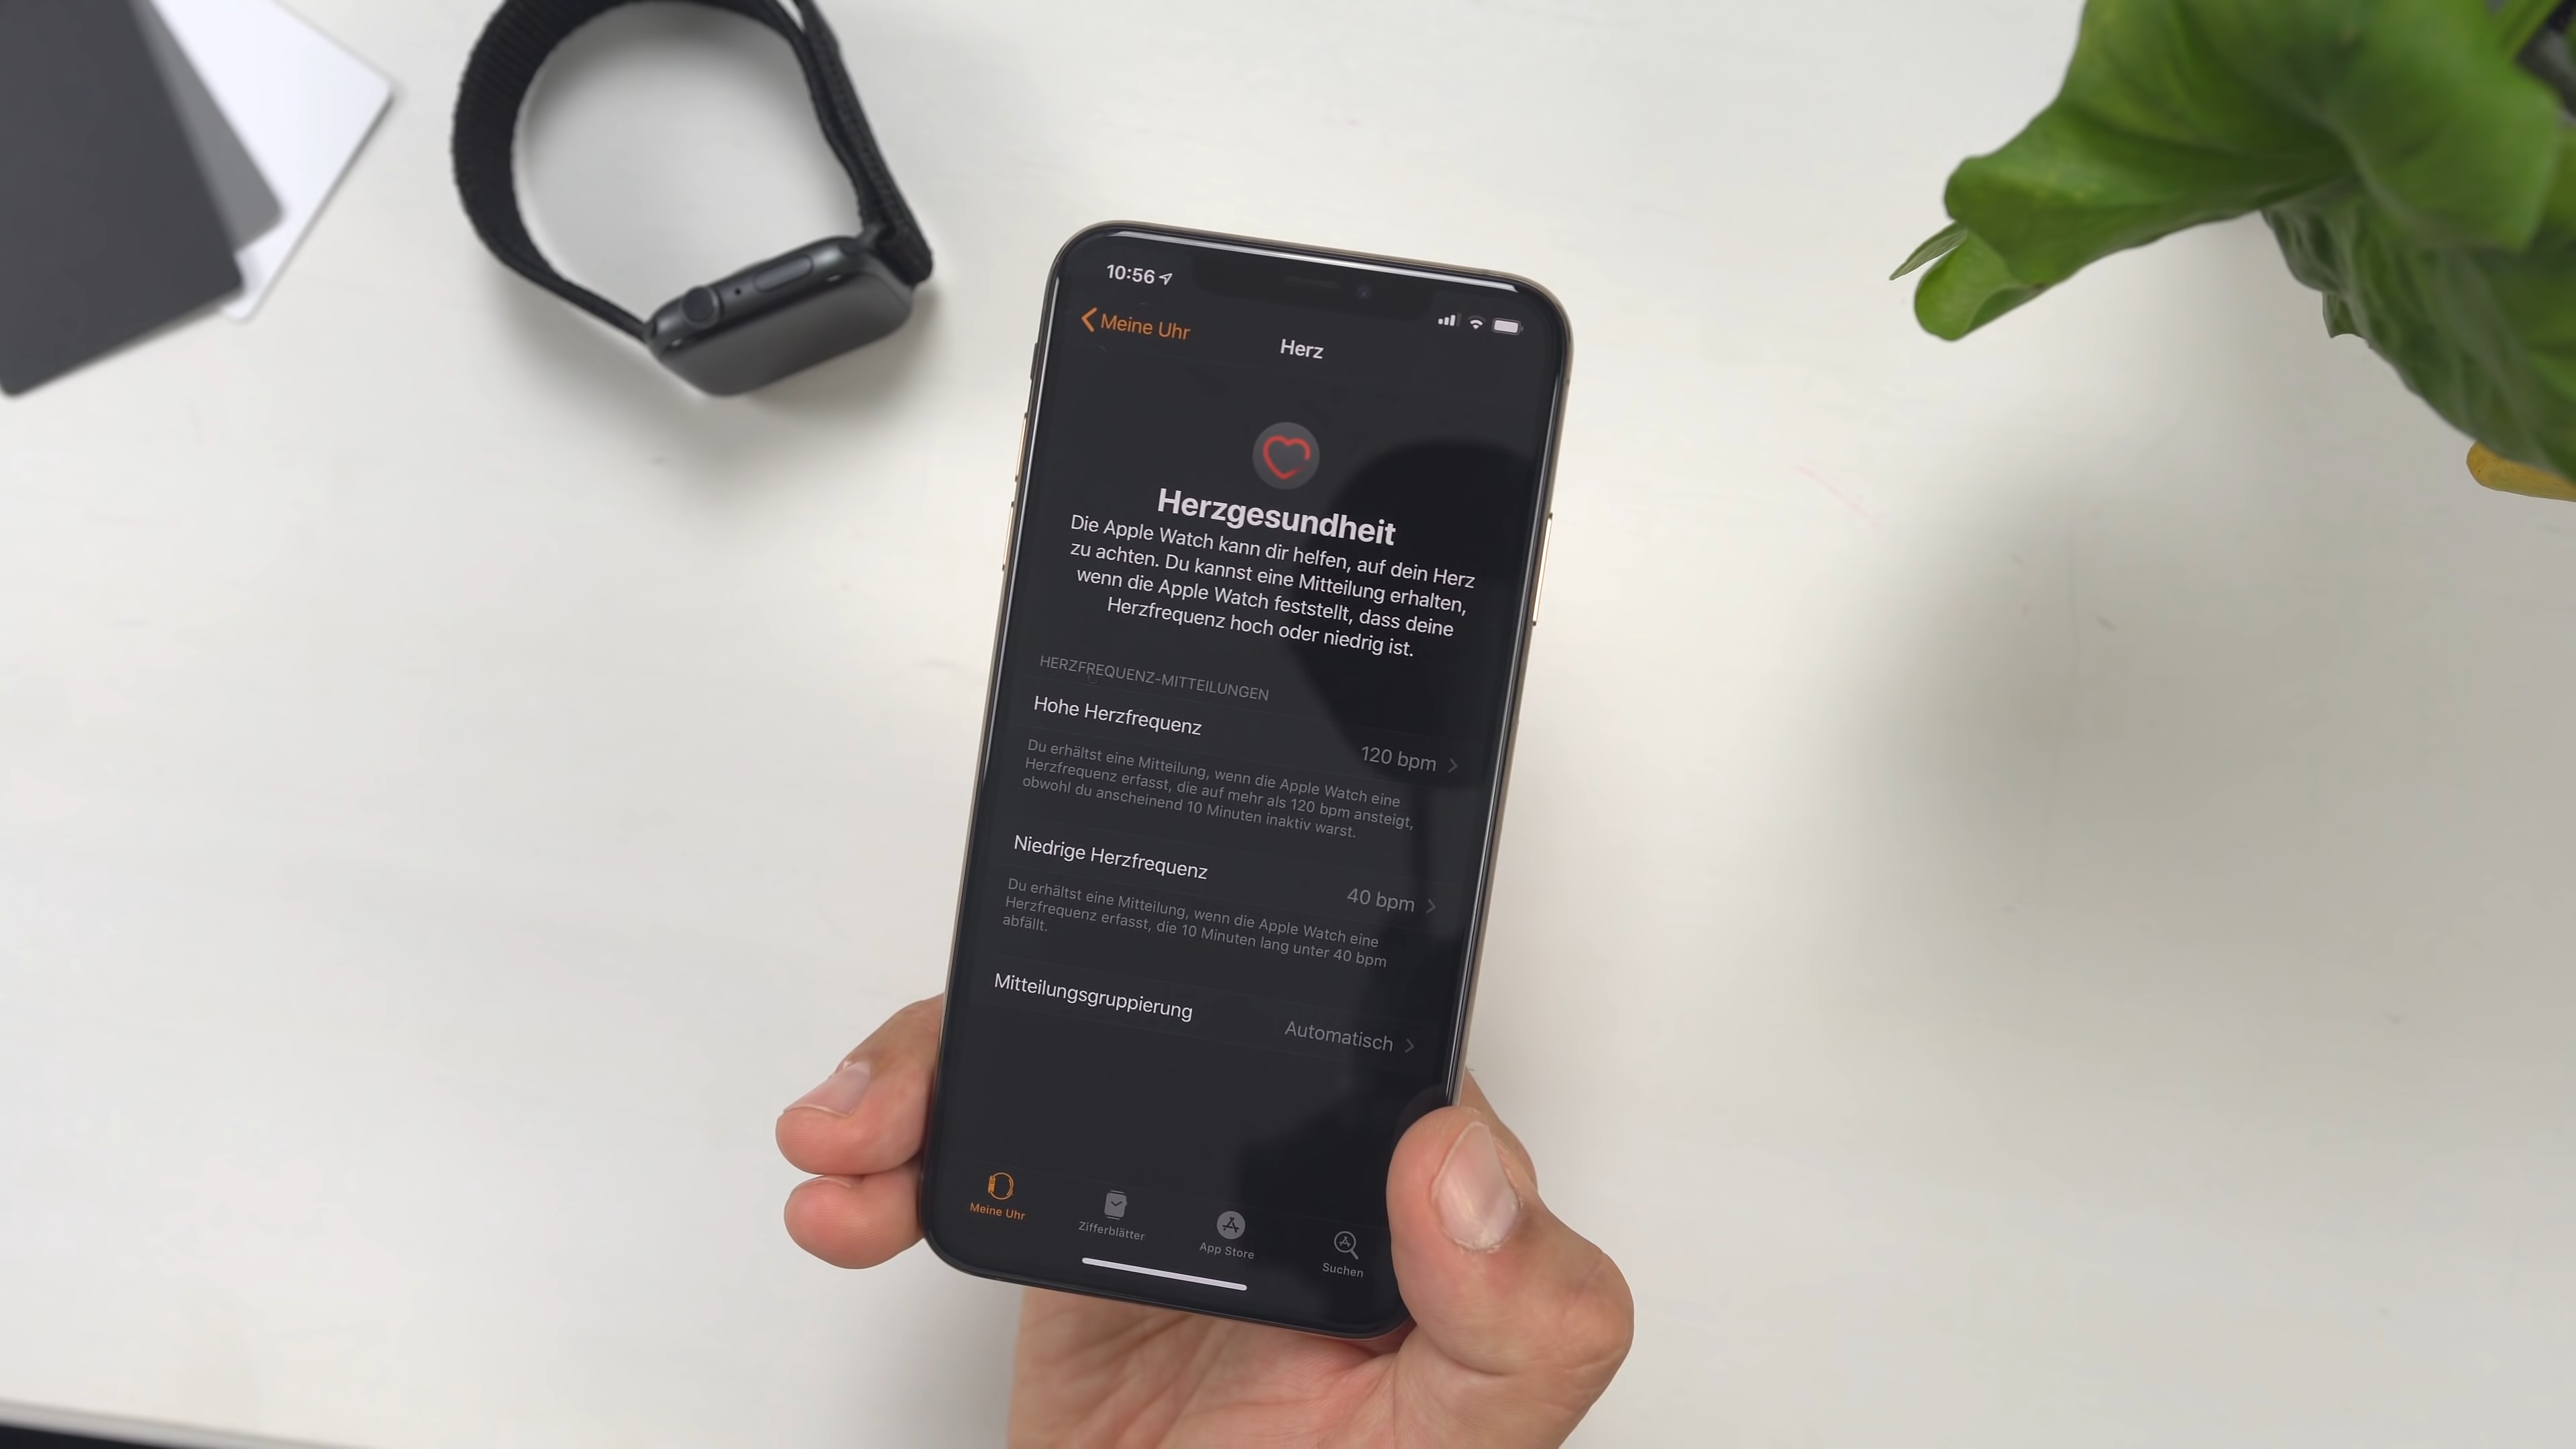 10:56
Meine Uhr
Herz
Herzgesundheit
Die Apple Watch kann dir helfen, auf dein Herz
zu achten. Du kannst eine Mitteilung erhalten,
wenn die Apple Watch feststellt, dass deine
Herzfrequenz hoch oder niedrig ist.
HERZFREQUENZ-MITTEILUNGEN
Hohe Herzfrequenz
120 bpm
Du erhältst eine Mitteilung, wenn die Apple Watch eine
Herzfrequenz erfasst, die auf mehr als 120 bpm ansteigt,
obwohl du anscheinend 10 Minuten inaktiv warst.
Niedrige Herzfrequenz
40 bpm
Du erhältst eine Mitteilung, wenn die Apple Watch eine
Herzfrequenz erfasst, die 10 Minuten lang unter 40 bpm
abfällt.
Mitteilungsgruppierung
Automatisch
Meine Uhr
Zifferblätter
App Store
Suchen